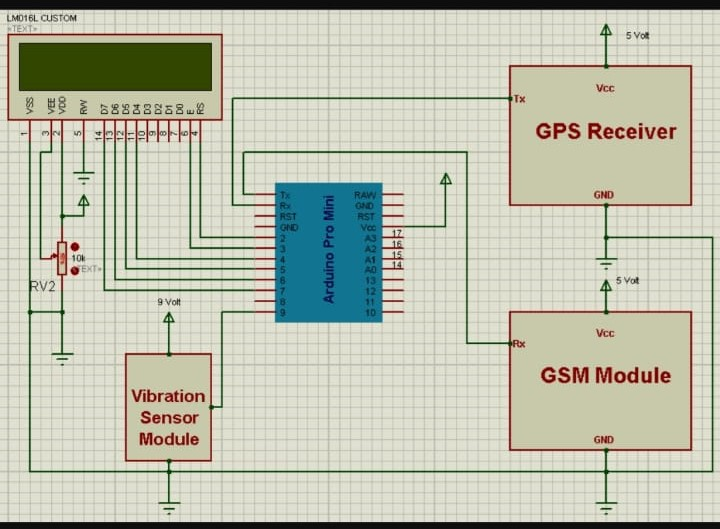 LM016L CUSTOM
<TEXT>
VSS
VEE
VDD
RW
D7
D6
D5
D4
D3
D2
D1
D0
E
RS
1
3
2
5
14
13
12
11
10
9
8
7
6
4
10k
<TEXT>
RV2
9 Volt
Vibration
Sensor
Module
Arduino Pro Mini
Tx
Rx
RST
GND
2
3
4
5
6
7
8
9
RAW
GND
RST
Vcc
A3
A2
A1
A0
13
12
11
10
17
16
15
14
5 Volt
Vcc
Tx
GPS Receiver
GND
5 Volt
Vcc
Rx
GSM Module
GND